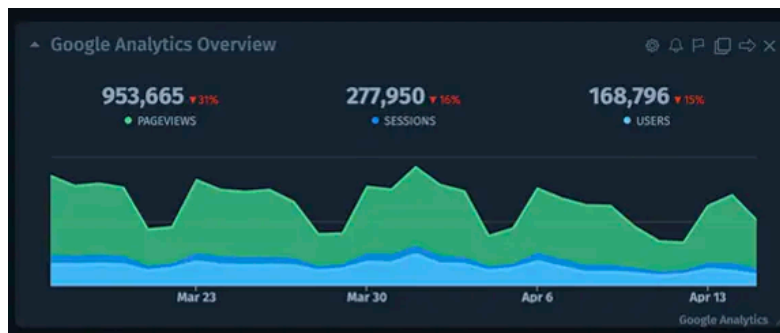 Google Analytics Overview
953,665 ▼31% 277,950 ▼16% 168,796 ▼15%
PAGEVIEWS SESSIONS USERS
Mar 23 Mar 30 Apr 6 Apr 13
Google Analytics